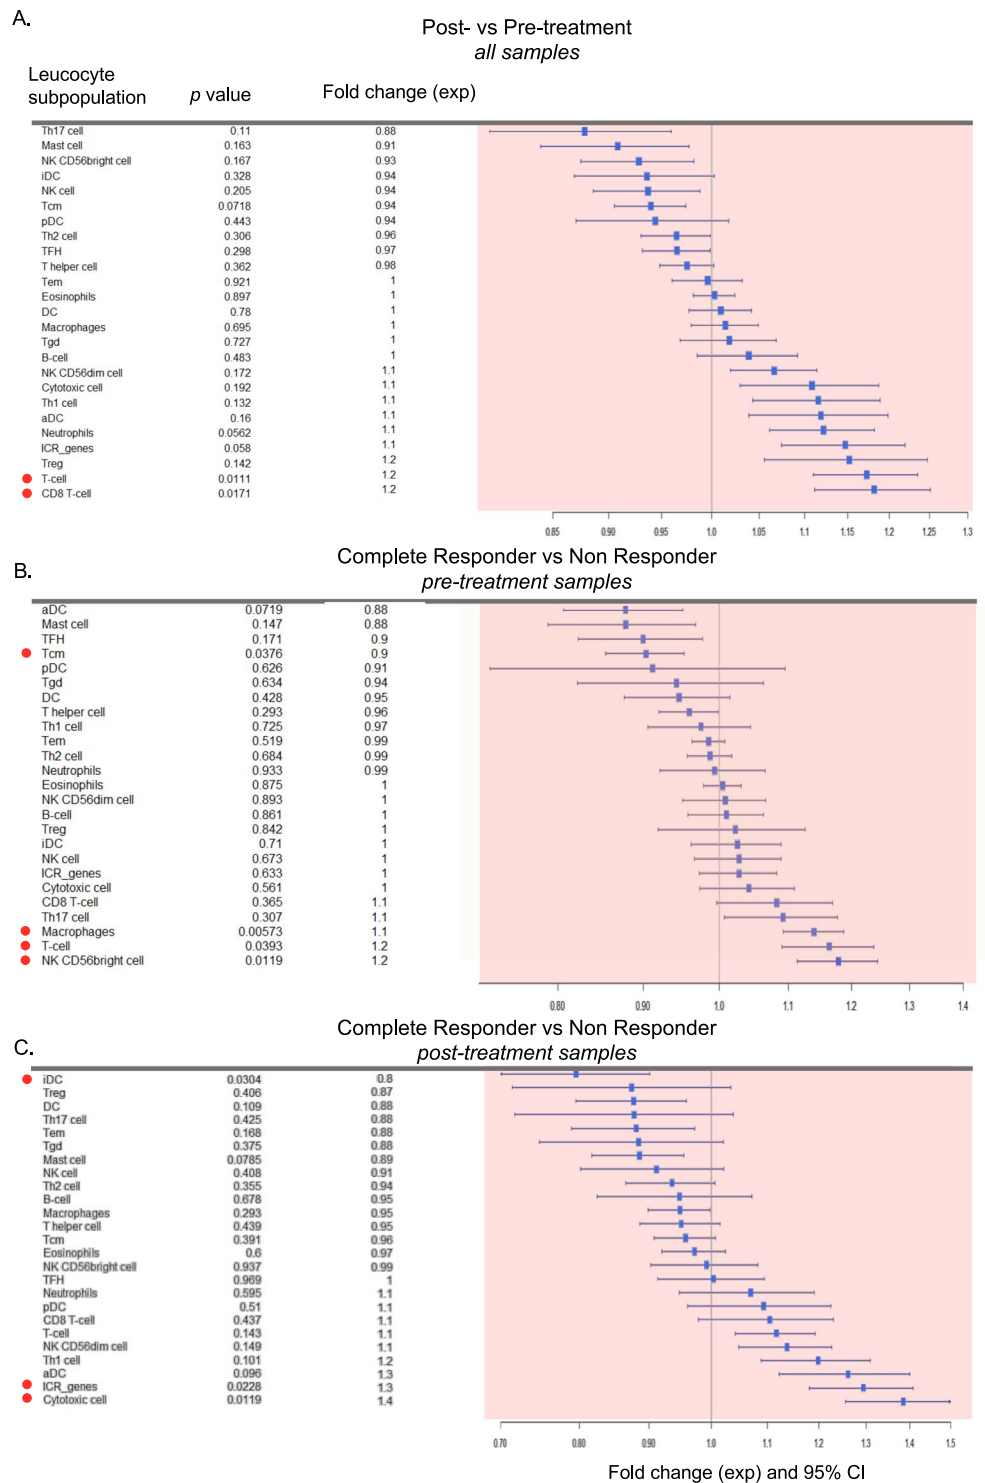 A.
Post- vs Pre-treatment
all samples
Leucocyte
subpopulation
p value
Fold change (exp)
Th17 cell 0.11 0.88
Mast cell 0.163 0.91
NK CD56bright cell 0.167 0.93
iDC 0.328 0.94
NK cell 0.205 0.94
Tcm 0.0718 0.94
pDC 0.443 0.94
Th2 cell 0.306 0.96
TFH 0.298 0.97
T helper cell 0.362 0.98
Tem 0.921 1
Eosinophils 0.897 1
DC 0.78 1
Macrophages 0.695 1
Tgd 0.727 1
B-cell 0.483 1
NK CD56dim cell 0.172 1.1
Cytotoxic cell 0.192 1.1
Th1 cell 0.132 1.1
aDC 0.16 1.1
Neutrophils 0.0562 1.1
ICR_genes 0.058 1.1
Treg 0.142 1.2
T-cell 0.0111 1.2
CD8 T-cell 0.0171 1.2
0.85 0.90 0.95 1.0 1.05 1.10 1.15 1.20 1.25 1.3
B.
Complete Responder vs Non Responder
pre-treatment samples
aDC 0.0719 0.88
Mast cell 0.147 0.88
TFH 0.171 0.9
Tcm 0.0376 0.9
pDC 0.626 0.91
Tgd 0.634 0.94
DC 0.428 0.95
T helper cell 0.293 0.96
Th1 cell 0.725 0.97
Tem 0.519 0.99
Th2 cell 0.684 0.99
Neutrophils 0.933 0.99
Eosinophils 0.875 1
NK CD56dim cell 0.893 1
B-cell 0.861 1
Treg 0.842 1
iDC 0.71 1
NK cell 0.673 1
ICR_genes 0.633 1
Cytotoxic cell 0.561 1
CD8 T-cell 0.365 1.1
Th17 cell 0.307 1.1
Macrophages 0.00573 1.1
T-cell 0.0393 1.2
NK CD56bright cell 0.0119 1.2
0.80 0.90 1.0 1.1 1.2 1.3 1.4
C.
Complete Responder vs Non Responder
post-treatment samples
iDC 0.0304 0.8
Treg 0.406 0.87
DC 0.109 0.88
Th17 cell 0.425 0.88
Tem 0.168 0.88
Tgd 0.375 0.88
Mast cell 0.0785 0.89
NK cell 0.408 0.91
Th2 cell 0.355 0.94
B-cell 0.678 0.95
Macrophages 0.293 0.95
T helper cell 0.439 0.95
Tcm 0.391 0.96
Eosinophils 0.6 0.97
NK CD56bright cell 0.937 0.99
TFH 0.969 1
Neutrophils 0.595 1.1
pDC 0.51 1.1
CD8 T-cell 0.437 1.1
T-cell 0.143 1.1
NK CD56dim cell 0.149 1.1
Th1 cell 0.101 1.2
aDC 0.096 1.3
ICR_genes 0.0228 1.3
Cytotoxic cell 0.0119 1.4
0.70 0.80 0.90 1.0 1.1 1.2 1.3 1.4 1.5
Fold change (exp) and 95% CI